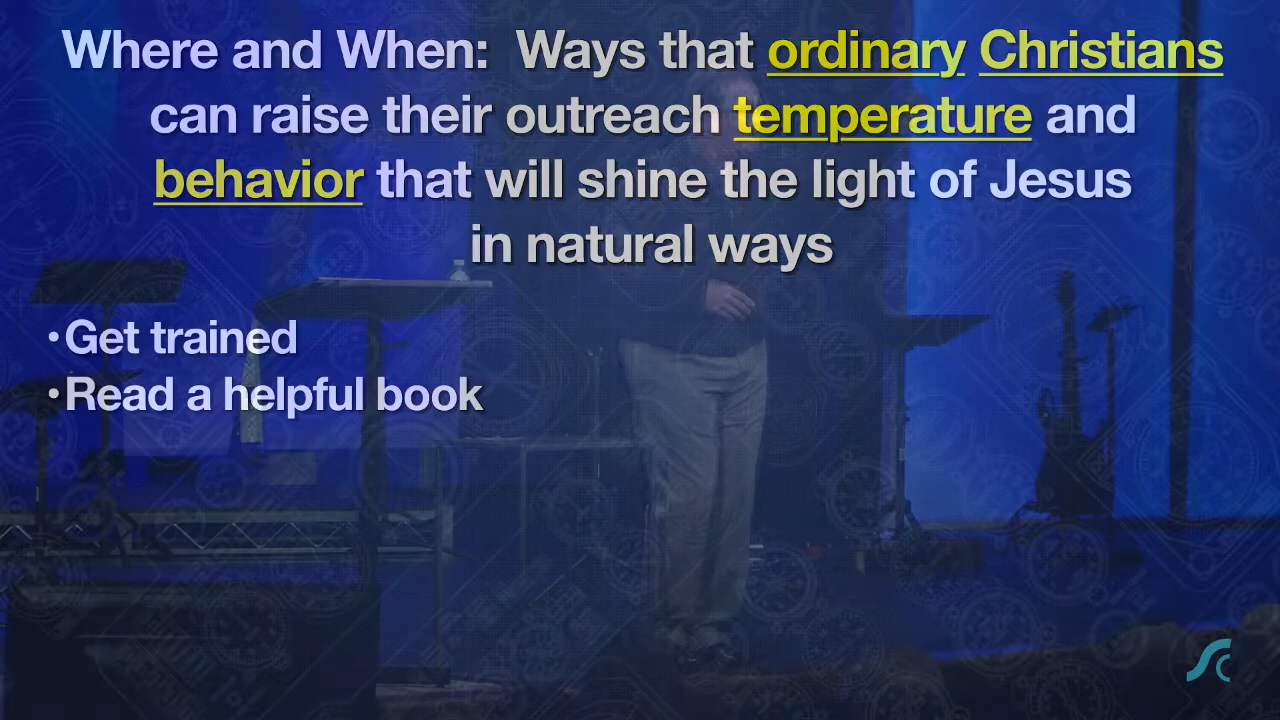 Where and When:  Ways that ordinary Christians
can raise their outreach temperature and
behavior that will shine the light of Jesus
in natural ways
•Get trained
•Read a helpful book